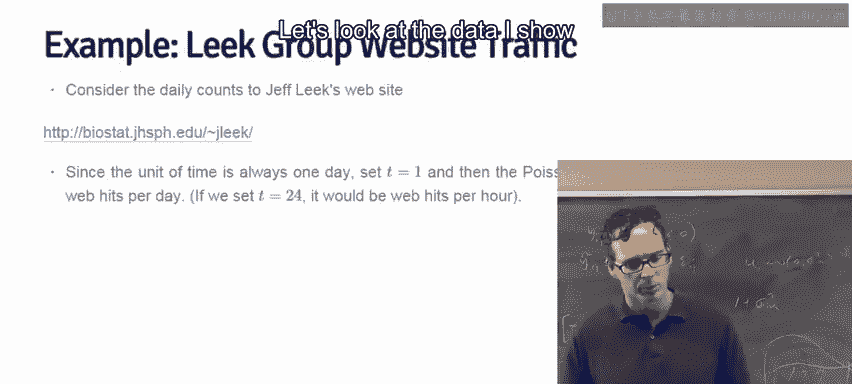 Let's look at the data I show
Example: Leek Group Website Traffic
· Consider the daily counts to Jeff Leek's web site
http://biostat.jhsph.edu/~jleek/
· Since the unit of time is always one day, set t = 1 and then the Poiss
web hits per day. (If we set t = 24, it would be web hits per hour).